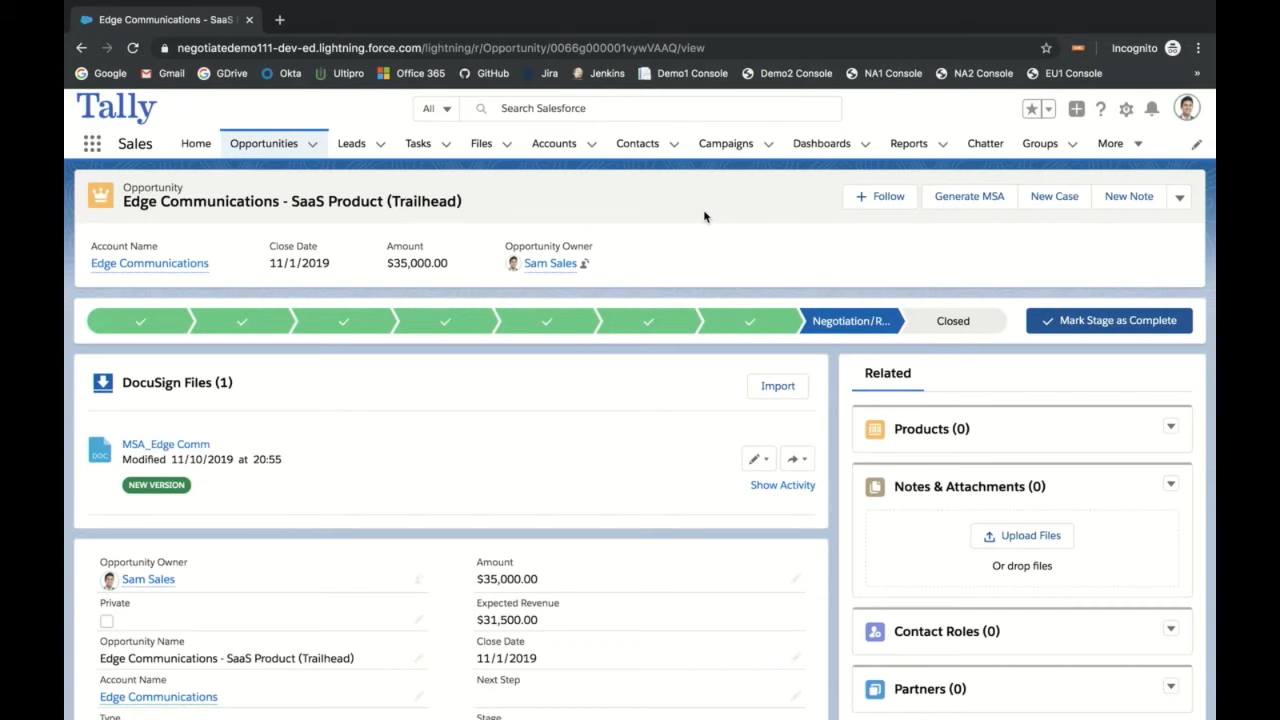 Edge Communications - SaaS
negotiatedemo111-dev-ed.lightning.force.com/lightning/r/Opportunity/0066g000001vywVAAQ/view
Incognito
Google Gmail GDrive Okta Ultipro Office 365 GitHub Jira Jenkins Demo1 Console Demo2 Console NA1 Console NA2 Console EU1 Console »
Tally
All Search Salesforce
Sales Home Opportunities Leads Tasks Files Accounts Contacts Campaigns Dashboards Reports Chatter Groups More
Opportunity
Edge Communications - SaaS Product (Trailhead)
+ Follow Generate MSA New Case New Note
Account Name Close Date Amount Opportunity Owner
Edge Communications 11/1/2019 $35,000.00 Sam Sales
Negotiation/R... Closed Mark Stage as Complete
DocuSign Files (1)
Import
DOC
MSA_Edge Comm
Modified 11/10/2019 at 20:55
NEW VERSION
Show Activity
Opportunity Owner
Sam Sales
Private
Opportunity Name
Edge Communications - SaaS Product (Trailhead)
Account Name
Edge Communications
Type
Amount
$35,000.00
Expected Revenue
$31,500.00
Close Date
11/1/2019
Next Step
Stage
Related
Products (0)
Notes & Attachments (0)
Upload Files
Or drop files
Contact Roles (0)
Partners (0)